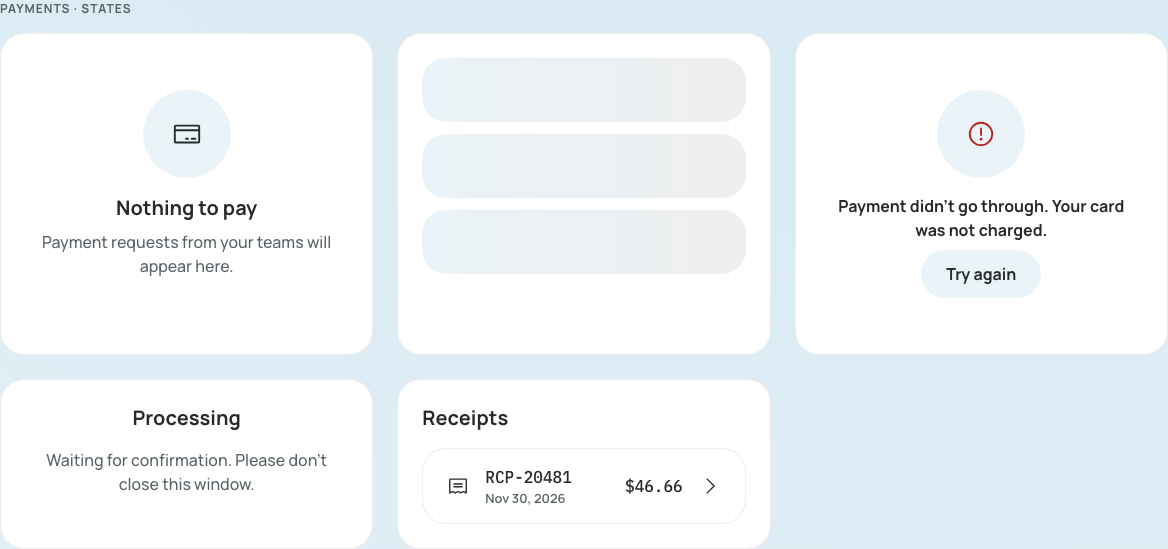 PAYMENTS · STATES
Nothing to pay
Payment requests from your teams will
appear here.
Payment didn't go through. Your card
was not charged.
Try again
Processing
Waiting for confirmation. Please don't
close this window.
Receipts
RCP-20481
Nov 30, 2026
$46.66